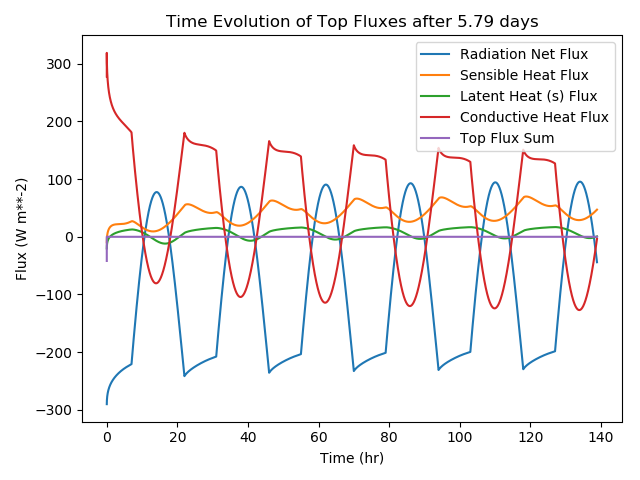 Time Evolution of Top Fluxes after 5.79 days
Radiation Net Flux
Sensible Heat Flux
Latent Heat (s) Flux
Conductive Heat Flux
Top Flux Sum
Flux (W m**-2)
300
200
100
0
−100
−200
−300
0 20 40 60 80 100 120 140
Time (hr)